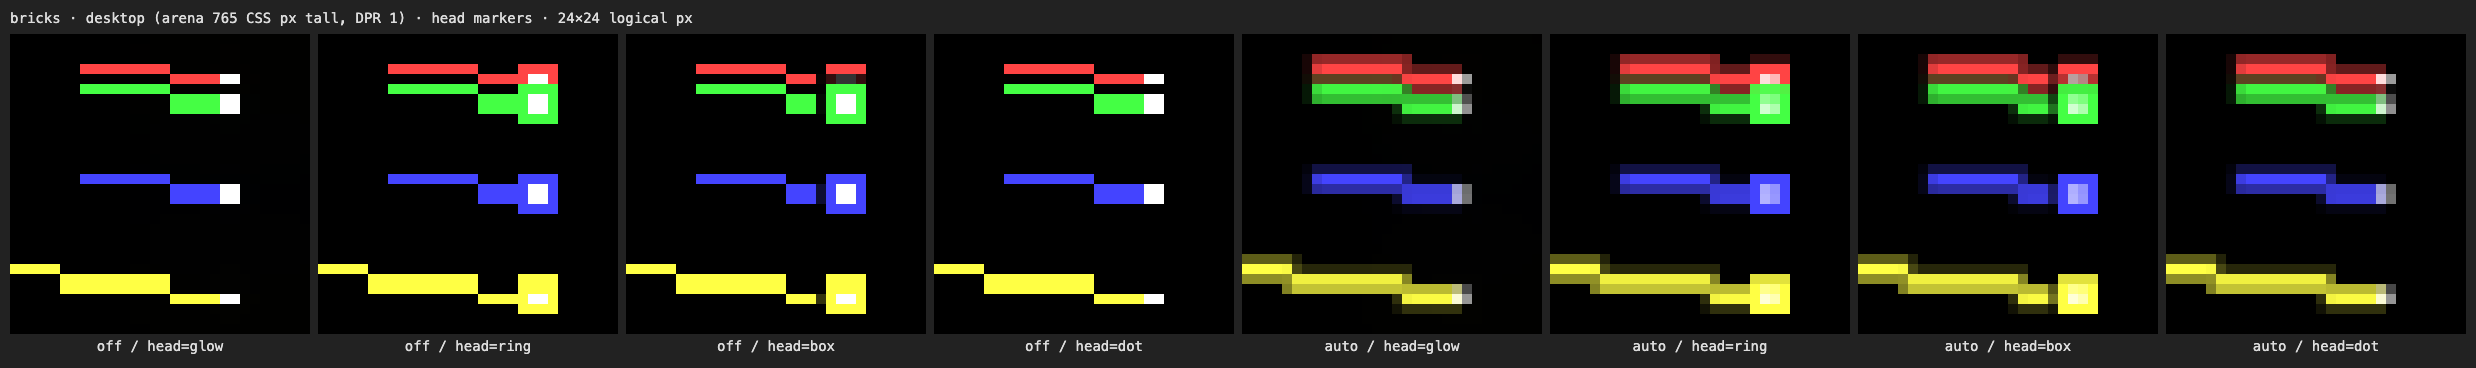 bricks · desktop (arena 765 CSS px tall, DPR 1) · head markers · 24×24 logical px
off / head=glow
off / head=ring
off / head=box
off / head=dot
auto / head=glow
auto / head=ring
auto / head=box
auto / head=dot